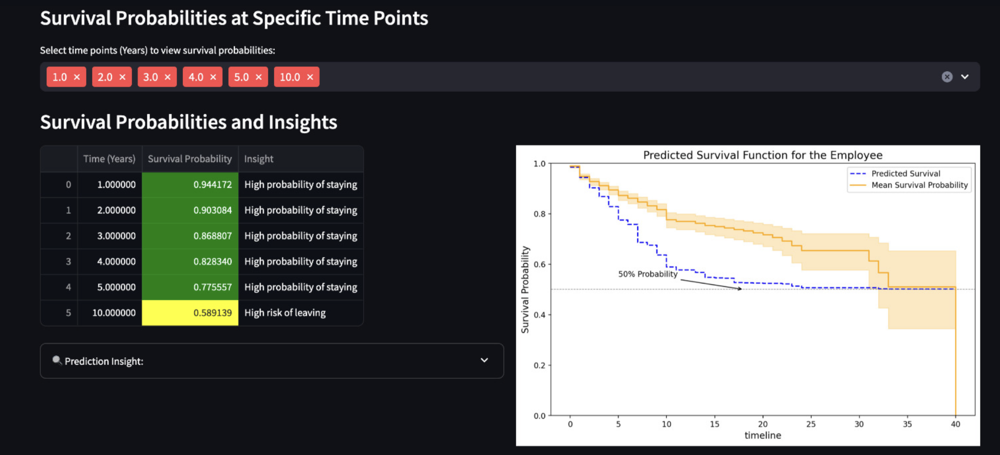 Survival Probabilities at Specific Time Points
Select time points (Years) to view survival probabilities:
1.0 × 2.0 × 3.0 × 4.0 × 5.0 × 10.0 ×
Survival Probabilities and Insights
Time (Years) Survival Probability Insight
0 1.000000 0.944172 High probability of staying
1 2.000000 0.903084 High probability of staying
2 3.000000 0.868807 High probability of staying
3 4.000000 0.828340 High probability of staying
4 5.000000 0.775557 High probability of staying
5 10.000000 0.589139 High risk of leaving
Prediction Insight:
Predicted Survival Function for the Employee
Predicted Survival
Mean Survival Probability
50% Probability
Survival Probability
1.0
0.8
0.6
0.4
0.2
0.0
0 5 10 15 20 25 30 35 40
timeline